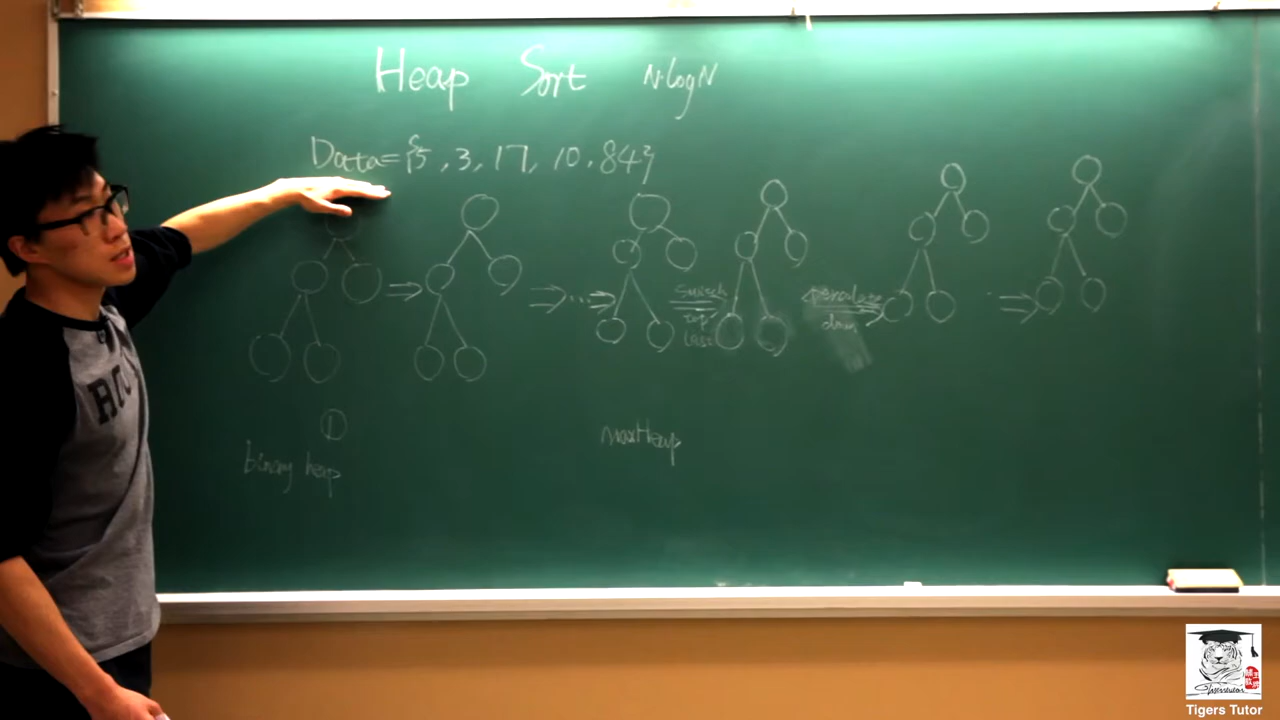 Heap Sort N·logN
Data={15, 3, 17, 10, 84}
switch
top
last
percolate
down
①
binary heap
maxHeap
Tigers Tutor